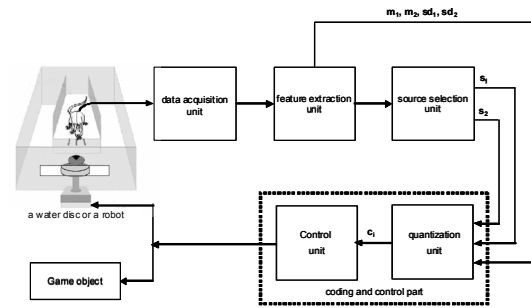 m1, m2, sd1, sd2
data acquisition
unit
feature extraction
unit
source selection
unit
s1
s2
a water disc or a robot
Control
unit
ci
quantization
unit
Game object
coding and control part